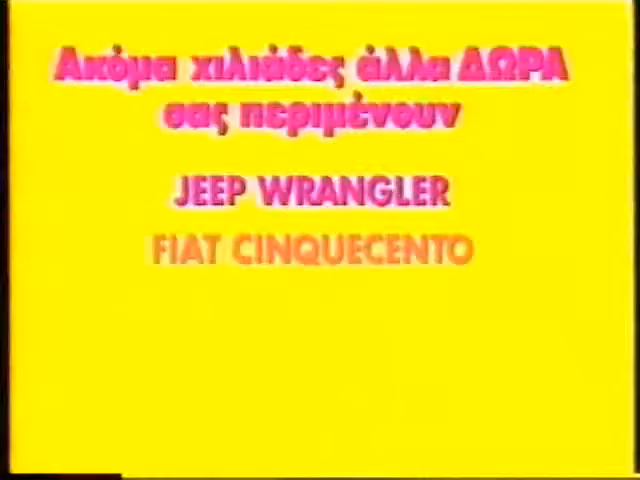 Ακόμα χιλιάδες άλλα ΔΩΡΑ
σας περιμένουν
JEEP WRANGLER
FIAT CINQUECENTO